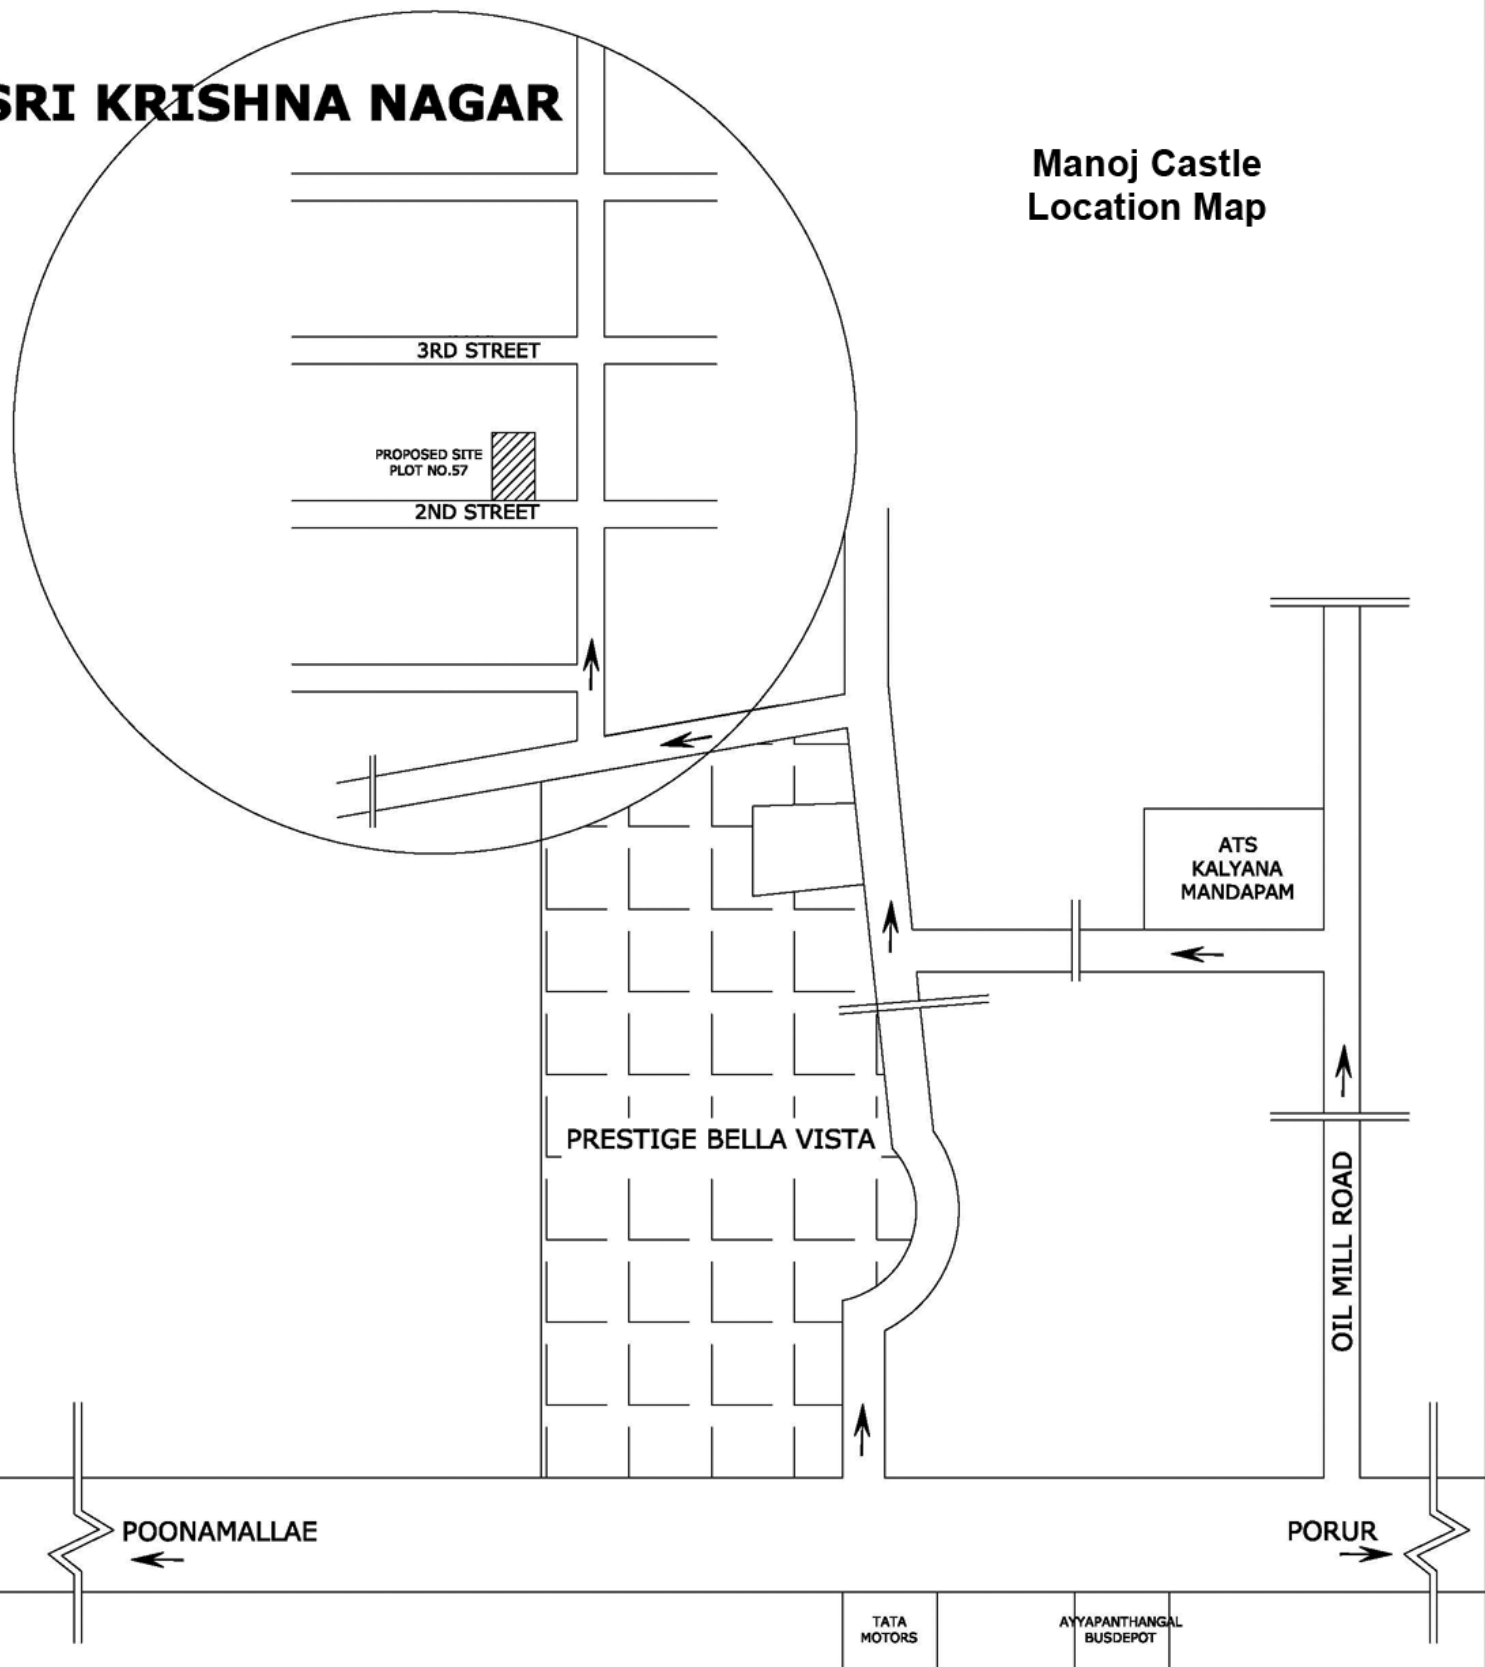 SRI KRISHNA NAGAR
Manoj Castle
Location Map
3RD STREET
PROPOSED SITE
PLOT NO.57
2ND STREET
ATS
KALYANA
MANDAPAM
PRESTIGE BELLA VISTA
OIL MILL ROAD
POONAMALLAE
PORUR
TATA
MOTORS
AYYAPANTHANGAL
BUSDEPOT